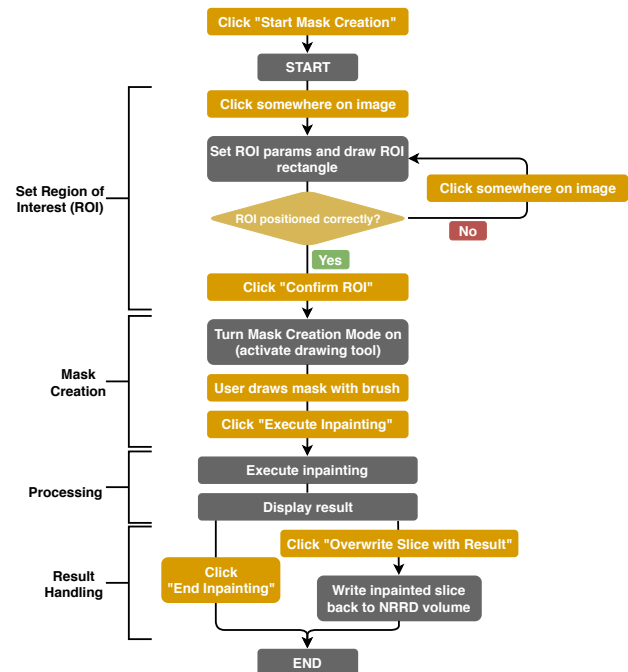 Click "Start Mask Creation"
START
Click somewhere on image
Set ROI params and draw ROI
rectangle
Click somewhere on image
Set Region of
Interest (ROI)
ROI positioned correctly?
No
Yes
Click "Confirm ROI"
Turn Mask Creation Mode on
(activate drawing tool)
Mask
Creation
User draws mask with brush
Click "Execute Inpainting"
Execute inpainting
Processing
Display result
Click "Overwrite Slice with Result"
Click
"End Inpainting"
Result
Handling
Write inpainted slice
back to NRRD volume
END